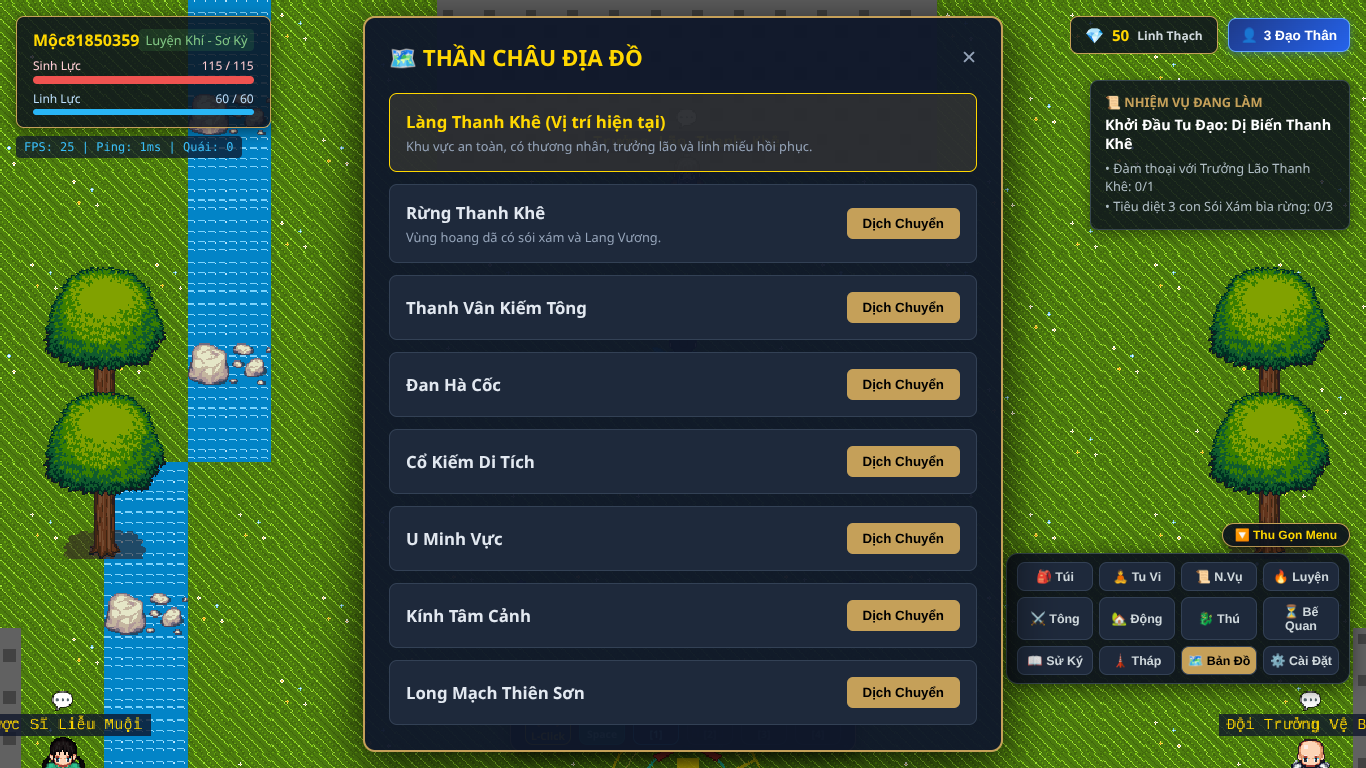 Mộc81850359 Luyện Khí - Sơ Kỳ
Sinh Lực 115 / 115
Linh Lực 60 / 60
FPS: 25 | Ping: 1ms | Quái: 0
🗺️ THẦN CHÂU ĐỊA ĐỒ ✕
Làng Thanh Khê (Vị trí hiện tại)
Khu vực an toàn, có thương nhân, trưởng lão và linh miếu hồi phục.
Rừng Thanh Khê
Vùng hoang dã có sói xám và Lang Vương.
Dịch Chuyển
Thanh Vân Kiếm Tông
Dịch Chuyển
Đan Hà Cốc
Dịch Chuyển
Cổ Kiếm Di Tích
Dịch Chuyển
U Minh Vực
Dịch Chuyển
Kính Tâm Cảnh
Dịch Chuyển
Long Mạch Thiên Sơn
Dịch Chuyển
💎 50 Linh Thạch
👤 3 Đạo Thân
📜 NHIỆM VỤ ĐANG LÀM
Khởi Đầu Tu Đạo: Dị Biến Thanh
Khê
• Đàm thoại với Trưởng Lão Thanh
Khê: 0/1
• Tiêu diệt 3 con Sói Xám bìa rừng: 0/3
🔽 Thu Gọn Menu
🎒 Túi
🧘 Tu Vi
📜 N.Vụ
🔥 Luyện
⚔️ Tông
🏡 Động
🐉 Thú
⏳ Bế
Quan
📖 Sử Ký
🗼 Tháp
🗺️ Bản Đồ
⚙️ Cài Đặt
Sĩ Liễu Muội
Đội Trưởng Vệ